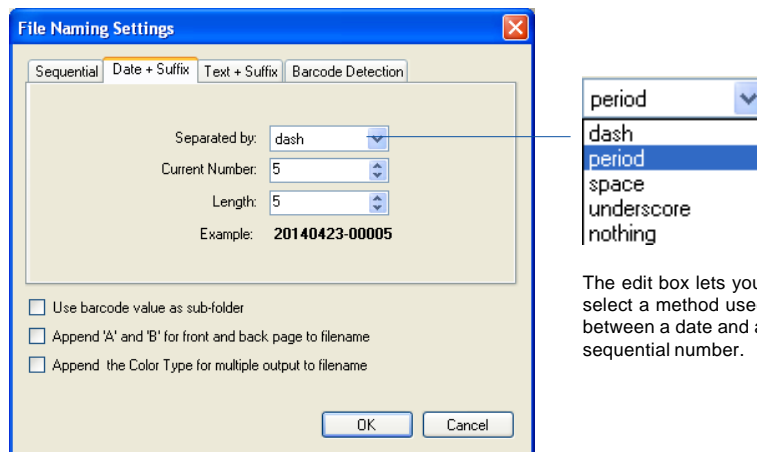 File Naming Settings
Sequential Date + Suffix Text + Suffix Barcode Detection
Separated by: dash
Current Number: 5
Length: 5
Example: 20140423-00005
Use barcode value as sub-folder
Append 'A' and 'B' for front and back page to filename
Append the Color Type for multiple output to filename
OK Cancel
period
dash
period
space
underscore
nothing
The edit box lets you
select a method use
between a date and a
sequential number.